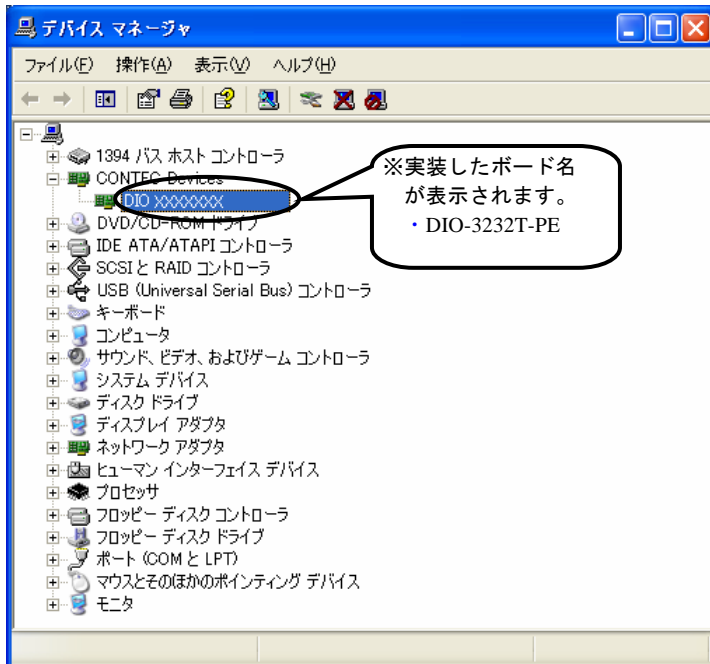 デバイス マネージャ
ファイル(F) 操作(A) 表示(V) ヘルプ(H)
1394 バス ホスト コントローラ
CONTEC Devices
DIO XXXXXXX
※実装したボード名
が表示されます。
・DIO-3232T-PE
DVD/CD-ROM ドライブ
IDE ATA/ATAPI コントローラ
SCSI と RAID コントローラ
USB (Universal Serial Bus) コントローラ
キーボード
コンピュータ
サウンド、ビデオ、およびゲーム コントローラ
システム デバイス
ディスク ドライブ
ディスプレイ アダプタ
ネットワーク アダプタ
ヒューマン インターフェイス デバイス
プロセッサ
フロッピー ディスク コントローラ
フロッピー ディスク ドライブ
ポート (COM と LPT)
マウスとそのほかのポインティング デバイス
モニタ